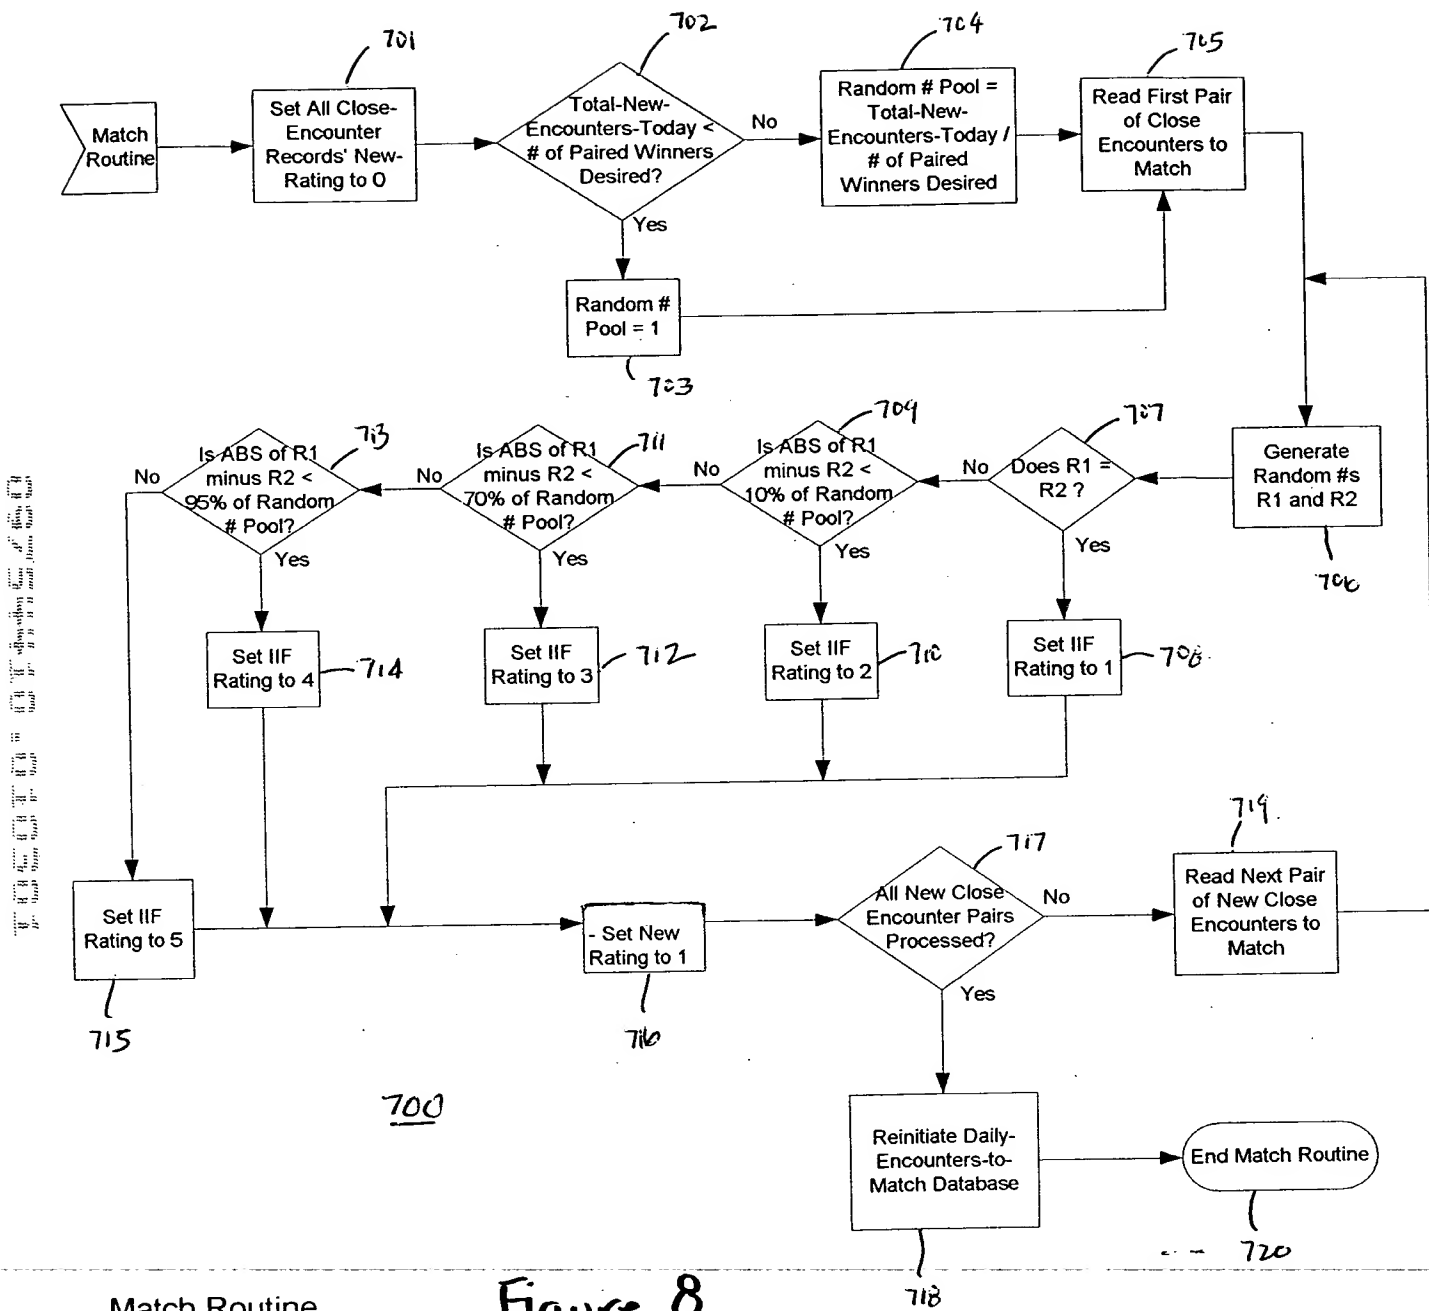 701
702
704
705
Match
Routine
Set All Close-
Encounter
Records' New-
Rating to 0
Total-New-
Encounters-Today <
# of Paired Winners
Desired?
No
Random # Pool =
Total-New-
Encounters-Today /
# of Paired
Winners Desired
Read First Pair
of Close
Encounters to
Match
Yes
Random #
Pool = 1
703
713
711
709
707
No
Is ABS of R1
minus R2 <
95% of Random
# Pool?
No
Is ABS of R1
minus R2 <
70% of Random
# Pool?
No
Is ABS of R1
minus R2 <
10% of Random
# Pool?
No
Does R1 =
R2 ?
Generate
Random #s
R1 and R2
706
Yes
Yes
Yes
Yes
Set IIF
Rating to 4
714
Set IIF
Rating to 3
712
Set IIF
Rating to 2
710
Set IIF
Rating to 1
708
719.
717
Set IIF
Rating to 5
715
- Set New
Rating to 1
716
All New Close
Encounter Pairs
Processed?
No
Read Next Pair
of New Close
Encounters to
Match
Yes
700
Reinitiate Daily-
Encounters-to-
Match Database
718
End Match Routine
720
Match Routine
Figure 8